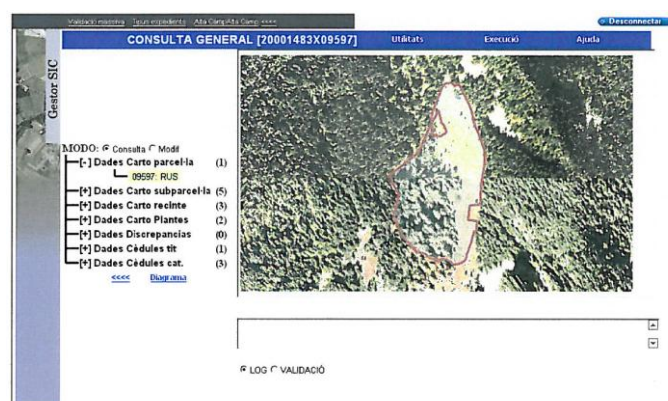 Validació massiva Tipus expedients Alta Camp/Alta Camp <<<<
Desconnectar
CONSULTA GENERAL [20001483X09597] Utilitats Execució Ajuda
Gestor SIC
MODO: Consulta Modif
[-] Dades Carto parcel·la (1)
09597: RUS
[+] Dades Carto subparcel·la (5)
[+] Dades Carto recinte (3)
[+] Dades Carto Plantes (2)
[+] Dades Discrepancias (0)
[+] Dades Cèdules tit (1)
[+] Dades Cèdules cat. (3)
<<<< Diagrama
LOG VALIDACIÓ